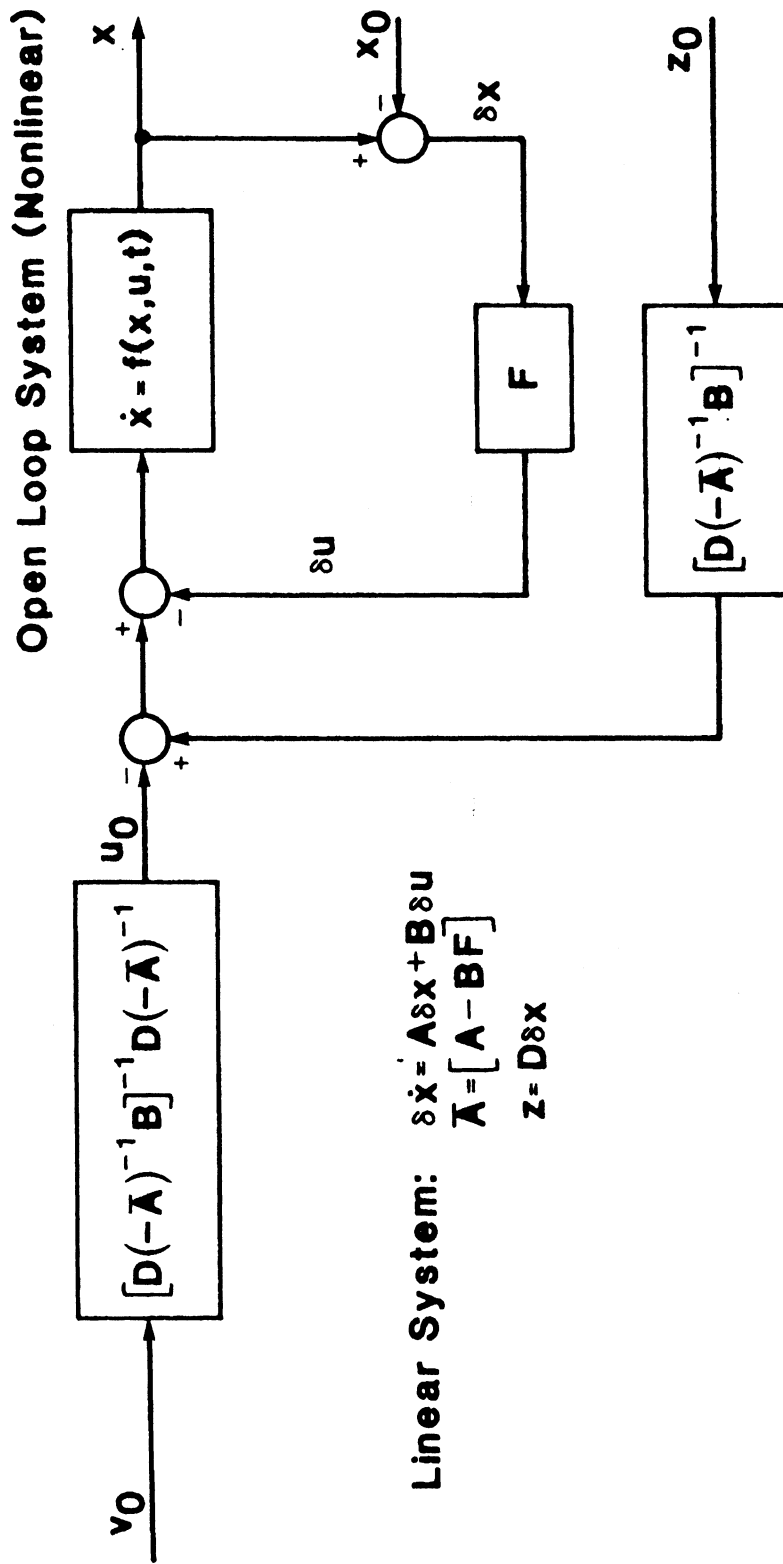 Open Loop System (Nonlinear)
v₀
[D(−A̅)⁻¹B]⁻¹D(−A̅)⁻¹
u₀
−
+
+
−
ẋ = f(x,u,t)
x
δu
+
−
x₀
δx
F
z₀
[D(−A̅)⁻¹B]⁻¹
Linear System: δẋ = Aδx+Bδu
A̅ = [A−BF]
z = Dδx